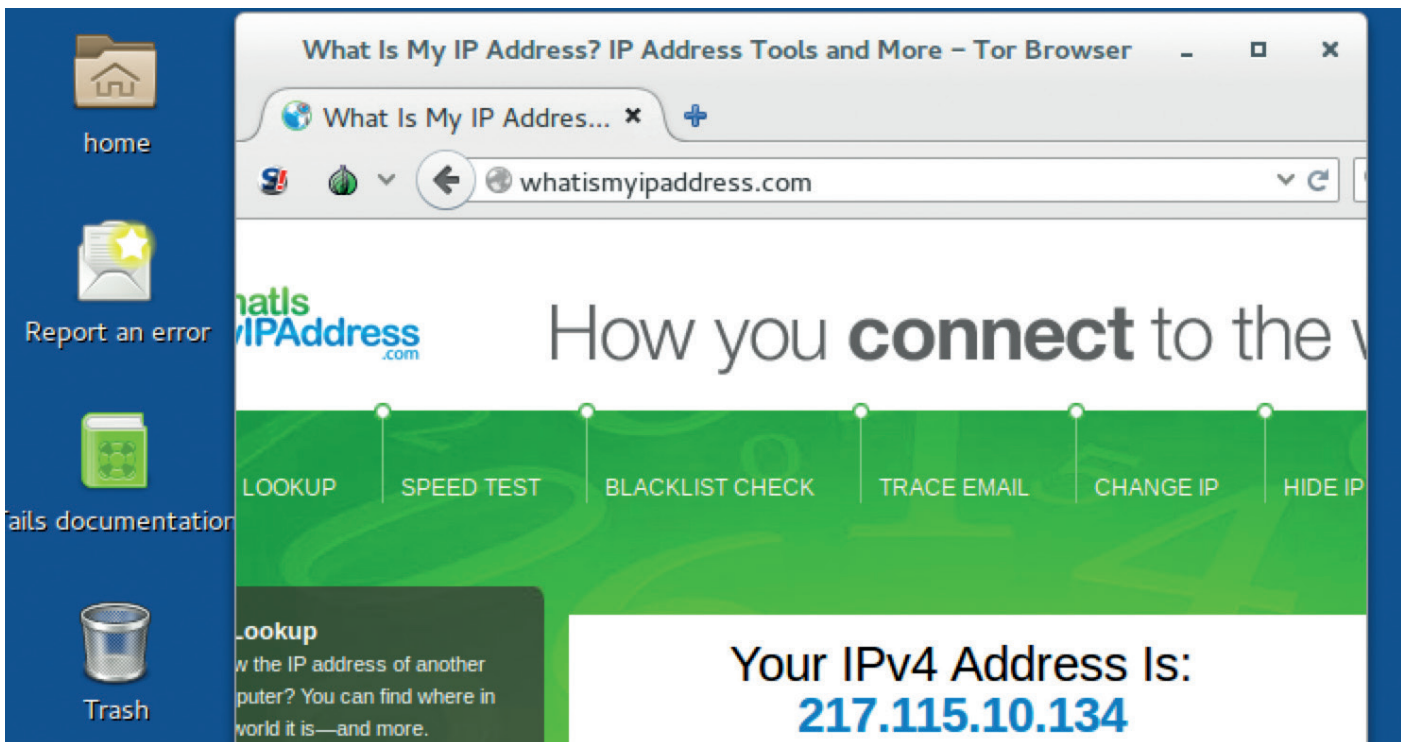 home
Report an error
ails documentation
Trash
What Is My IP Address? IP Address Tools and More – Tor Browser
What Is My IP Addres...
S!
whatismyipaddress.com
hatIs
yIPAddress
.com
How you connect to the w
LOOKUP
SPEED TEST
BLACKLIST CHECK
TRACE EMAIL
CHANGE IP
HIDE IP
Lookup
w the IP address of another
puter? You can find where in
world it is—and more.
Your IPv4 Address Is:
217.115.10.134